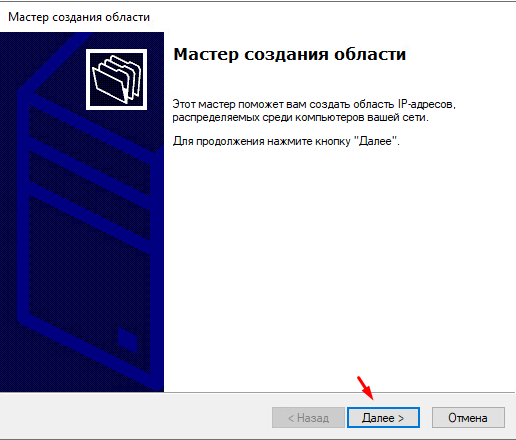 Мастер создания области
Мастер создания области
Этот мастер поможет вам создать область IP-адресов,
распределяемых среди компьютеров вашей сети.
Для продолжения нажмите кнопку "Далее".
< Назад
Далее >
Отмена